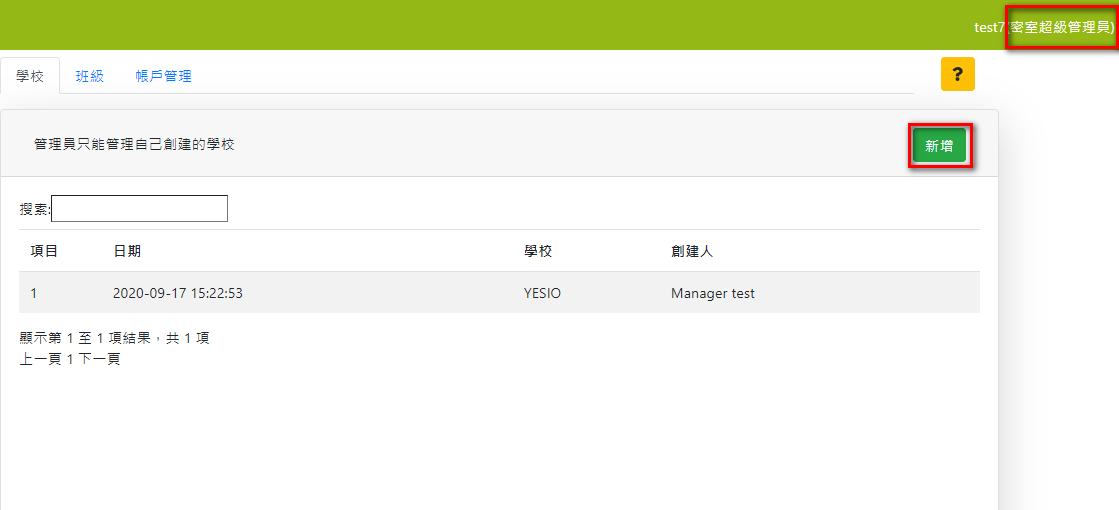 test7(密室超級管理員)
學校 班級 帳戶管理 ?
管理員只能管理自己創建的學校 新增
搜索:
項目 日期 學校 創建人
1 2020-09-17 15:22:53 YESIO Manager test
顯示第 1 至 1 項結果，共 1 項
上一頁 1 下一頁